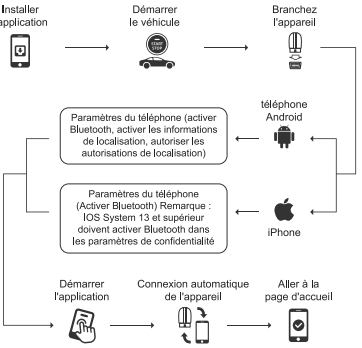 Installer
application
Démarrer
le véhicule
Branchez
l'appareil
START
STOP
téléphone
Android
Paramètres du téléphone (activer
Bluetooth, activer les informations
de localisation, autoriser les
autorisations de localisation)
Paramètres du téléphone
(Activer Bluetooth) Remarque :
IOS System 13 et supérieur
doivent activer Bluetooth dans
les paramètres de confidentialité
iPhone
Démarrer
l'application
Connexion automatique
de l'appareil
Aller à la
page d'accueil